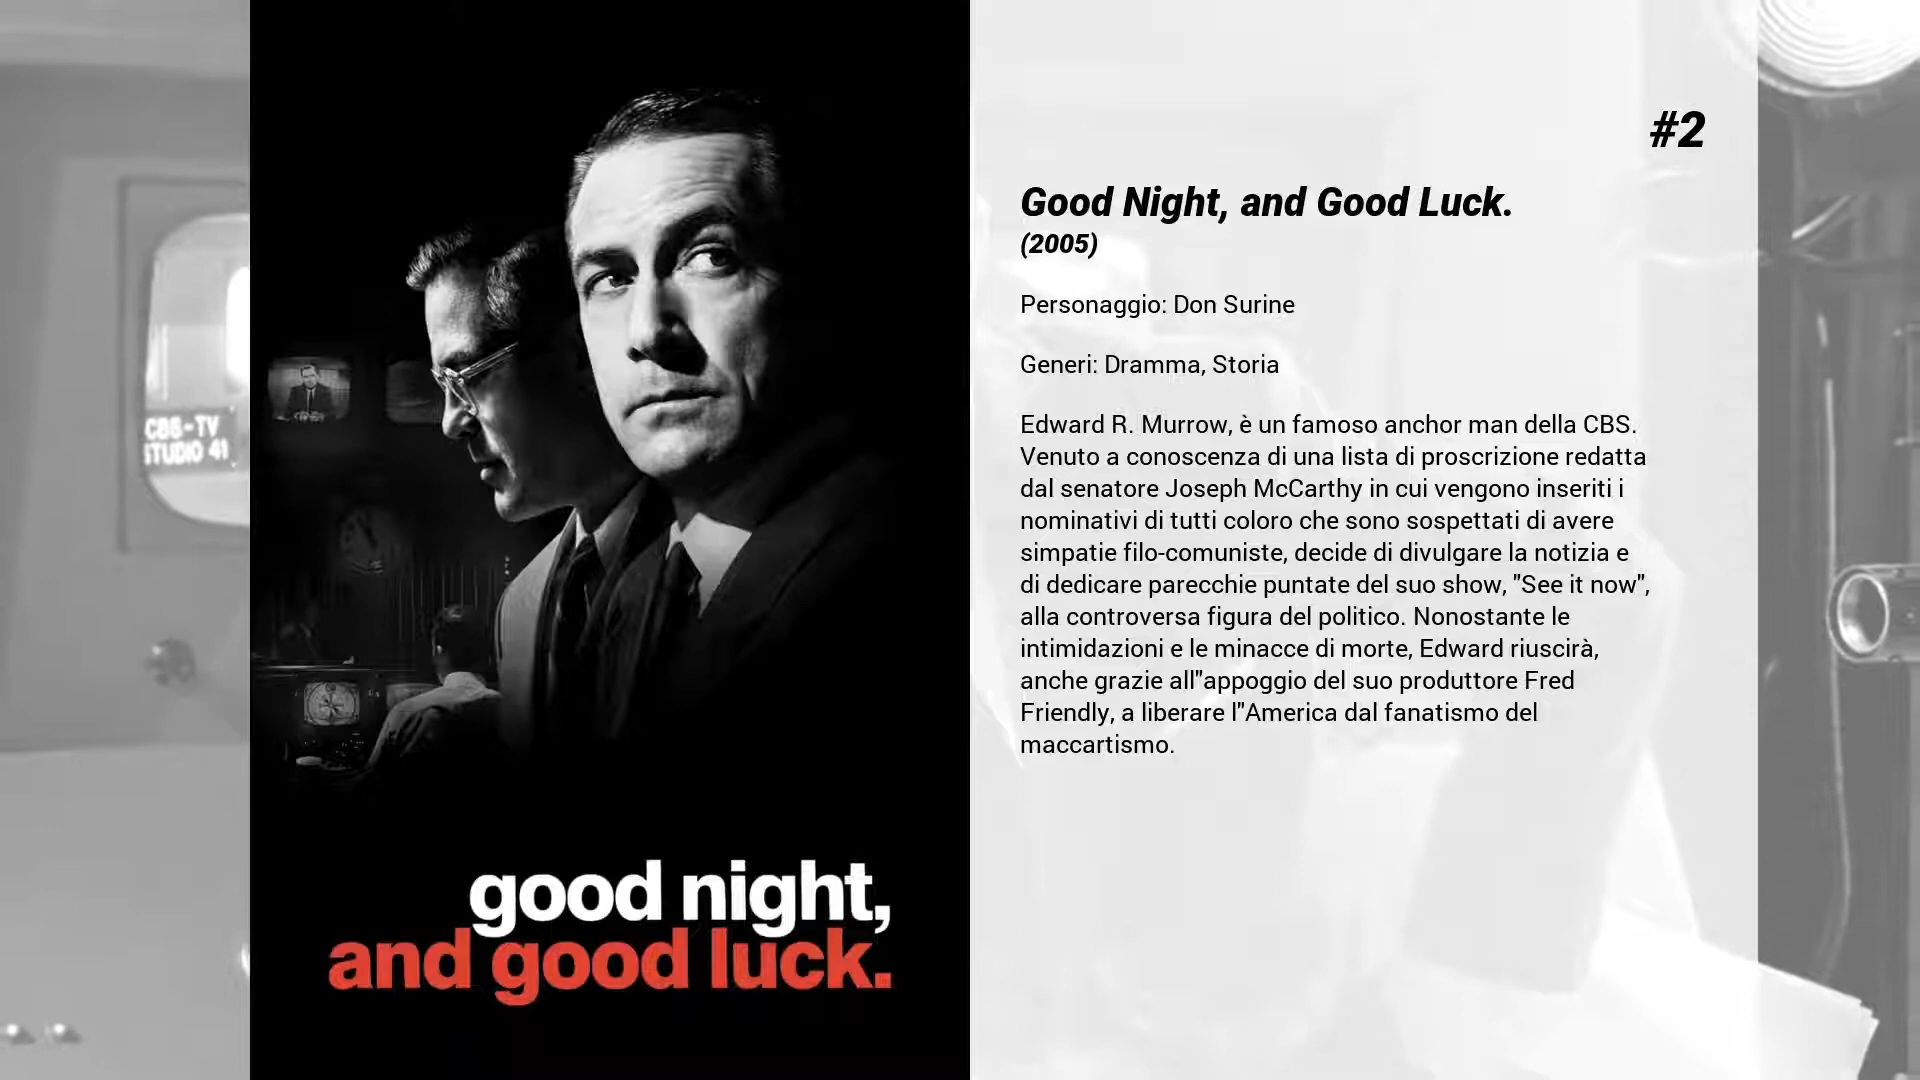 CBS-TV
STUDIO 41
good night,
and good luck.
#2
Good Night, and Good Luck.
(2005)
Personaggio: Don Surine
Generi: Dramma, Storia
Edward R. Murrow, è un famoso anchor man della CBS.
Venuto a conoscenza di una lista di proscrizione redatta
dal senatore Joseph McCarthy in cui vengono inseriti i
nominativi di tutti coloro che sono sospettati di avere
simpatie filo-comuniste, decide di divulgare la notizia e
di dedicare parecchie puntate del suo show, "See it now",
alla controversa figura del politico. Nonostante le
intimidazioni e le minacce di morte, Edward riuscirà,
anche grazie all"appoggio del suo produttore Fred
Friendly, a liberare l"America dal fanatismo del
maccartismo.